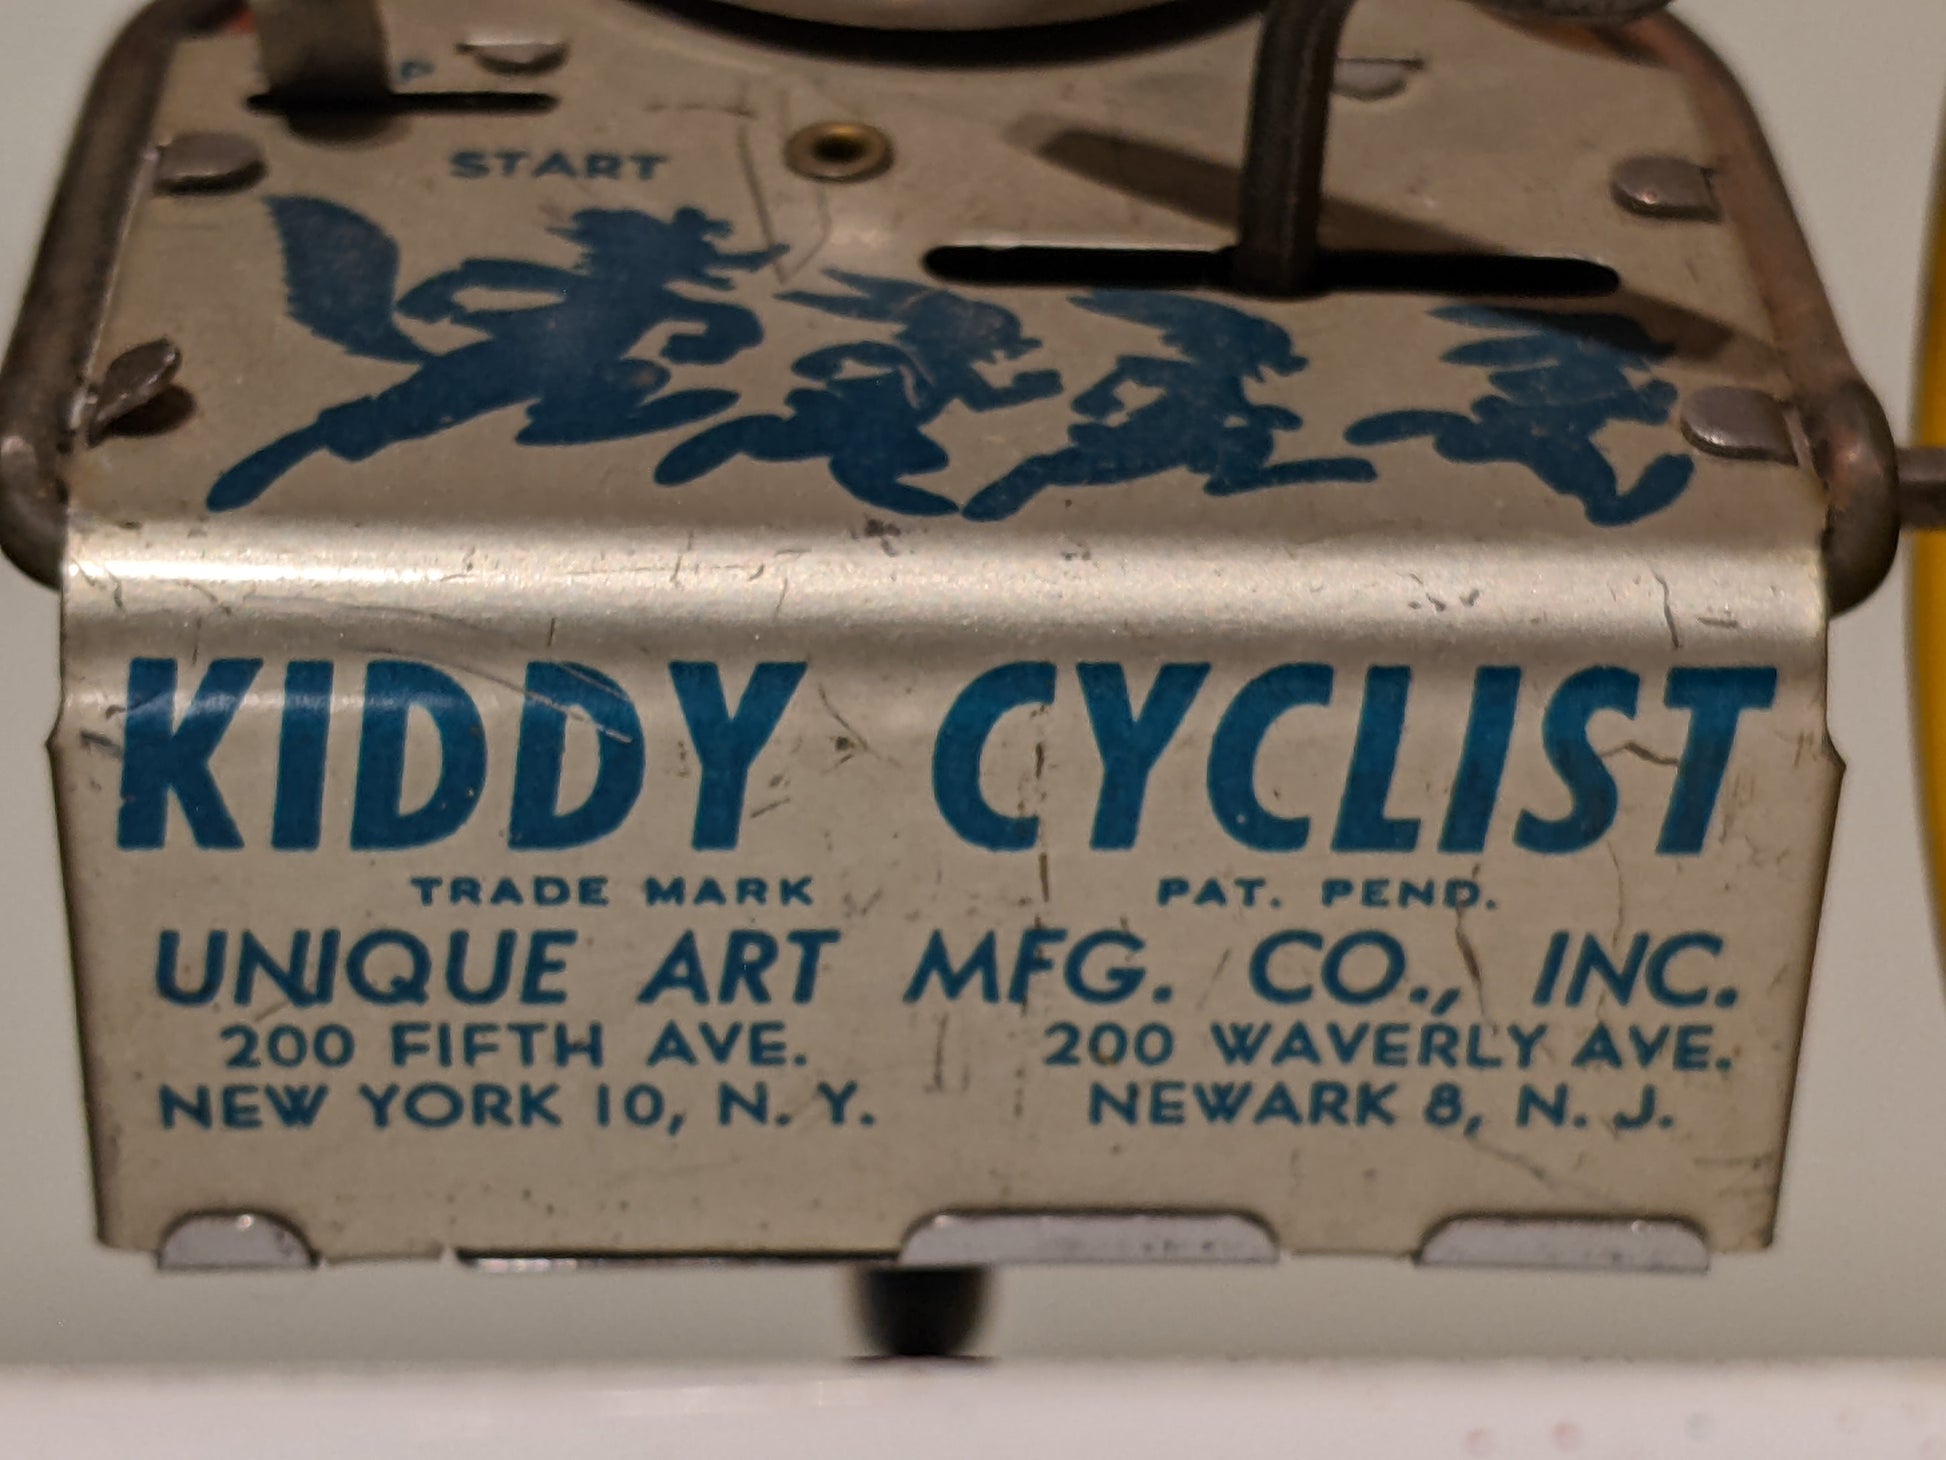 START
KIDDY CYCLIST
TRADE MARK PAT. PEND.
UNIQUE ART MFG. CO., INC.
200 FIFTH AVE. 200 WAVERLY AVE.
NEW YORK 10, N. Y. NEWARK 8, N. J.